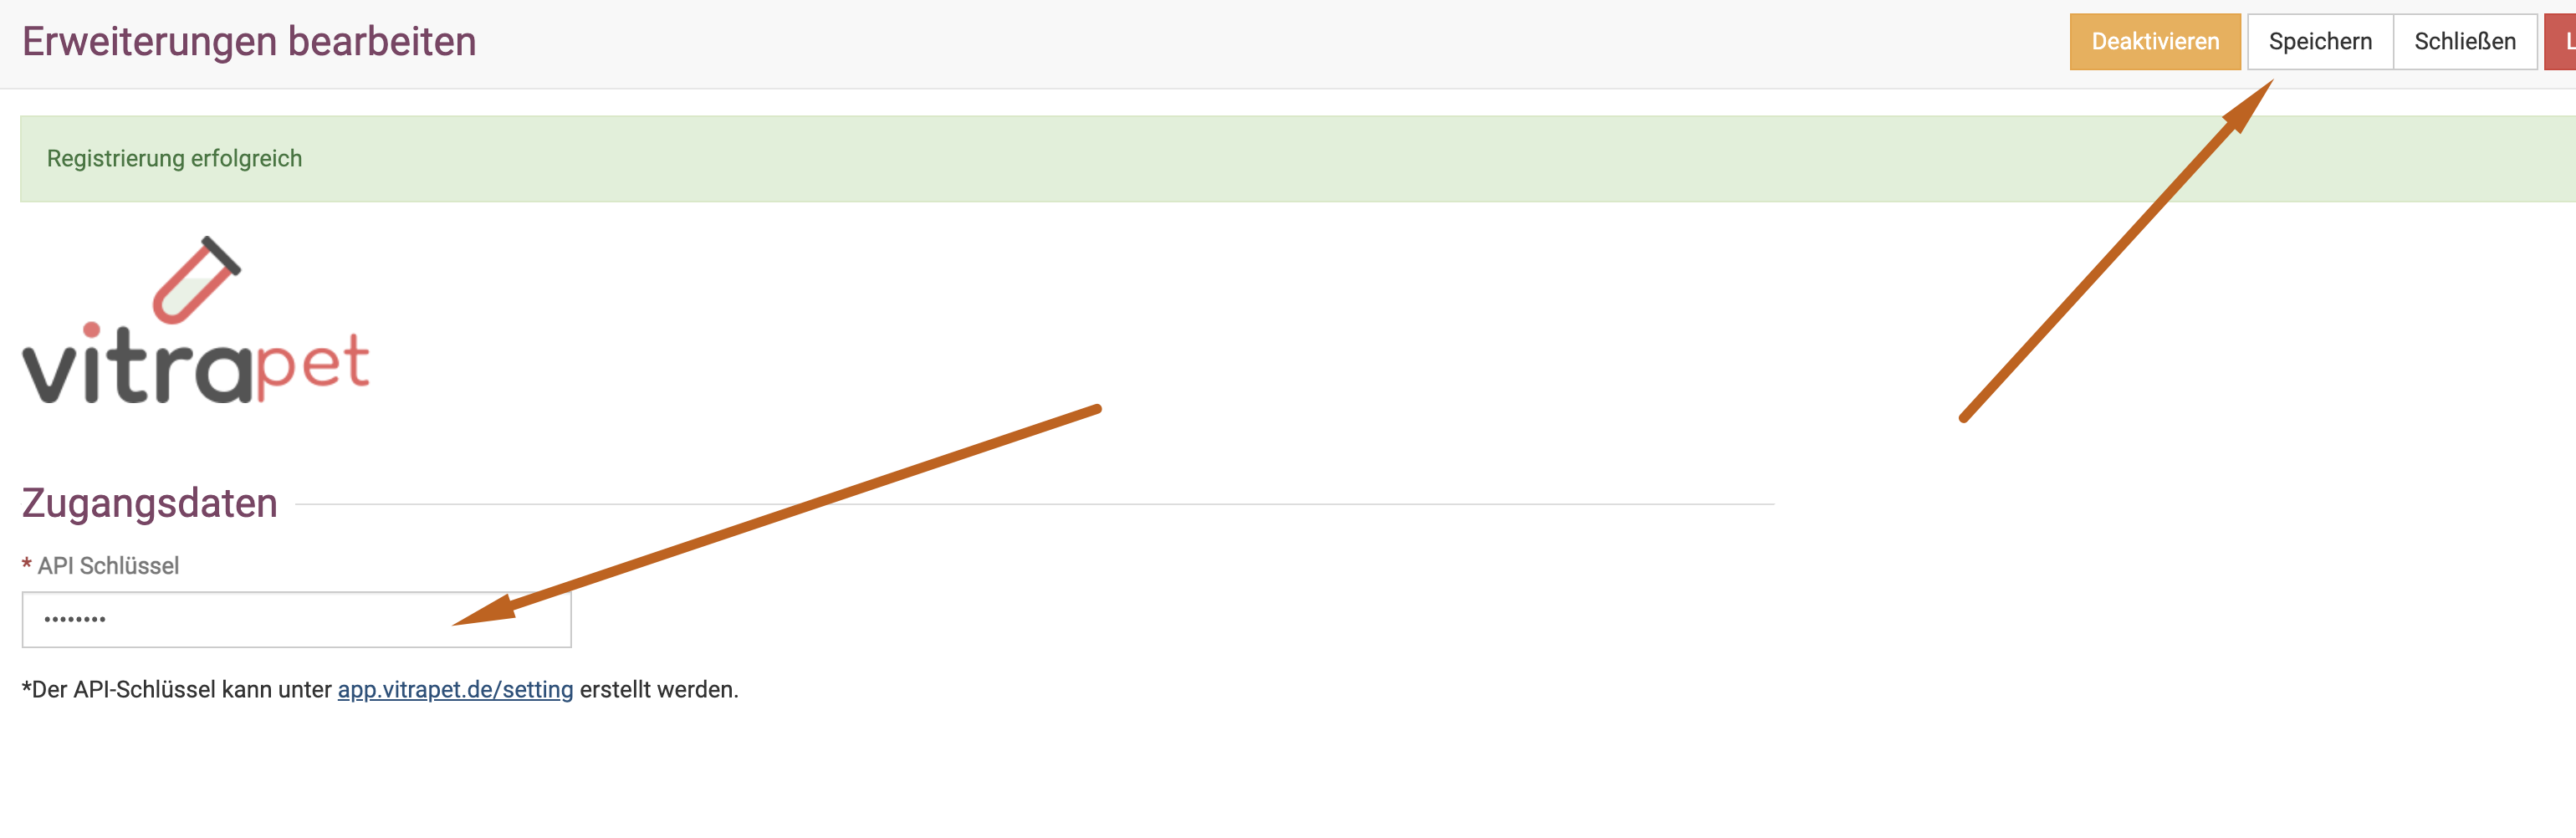 Erweiterungen bearbeiten
Deaktivieren
Speichern
Schließen
Registrierung erfolgreich
vitrapet
Zugangsdaten
* API Schlüssel
••••••••
*Der API-Schlüssel kann unter app.vitrapet.de/setting erstellt werden.